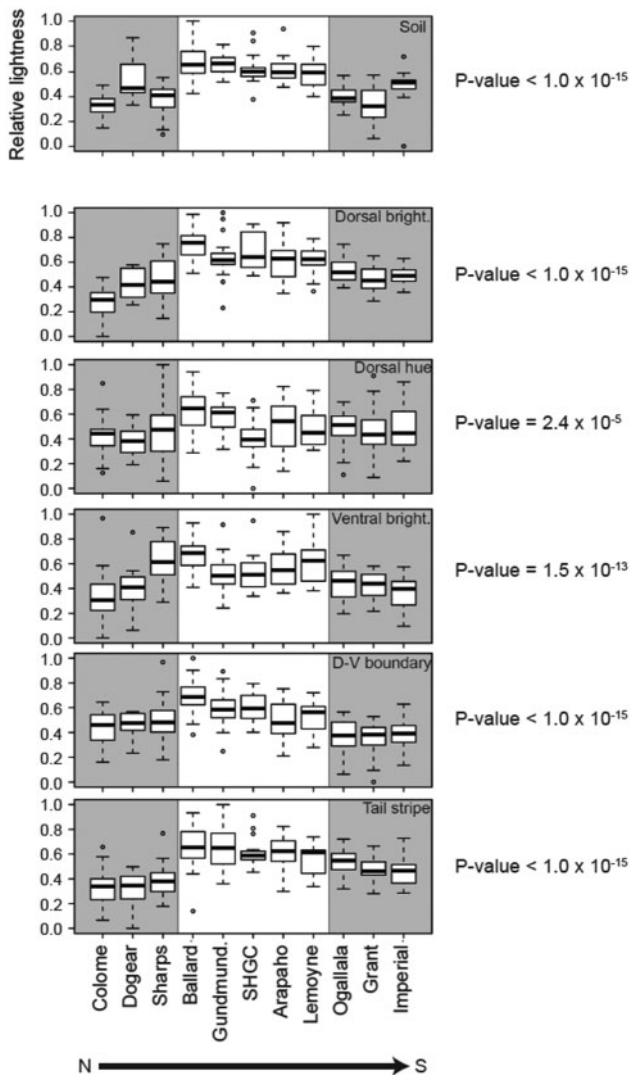 Relative lightness
1.0
0.8
0.6
0.4
0.2
0.0
Soil
P-value < 1.0 x 10⁻¹⁵
1.0
0.8
0.6
0.4
0.2
0.0
Dorsal bright.
P-value < 1.0 x 10⁻¹⁵
1.0
0.8
0.6
0.4
0.2
0.0
Dorsal hue
P-value = 2.4 x 10⁻⁵
1.0
0.8
0.6
0.4
0.2
0.0
Ventral bright.
P-value = 1.5 x 10⁻¹³
1.0
0.8
0.6
0.4
0.2
0.0
D-V boundary
P-value < 1.0 x 10⁻¹⁵
1.0
0.8
0.6
0.4
0.2
0.0
Tail stripe
P-value < 1.0 x 10⁻¹⁵
Colome
Dogear
Sharps
Ballard
Gundmund.
SHGC
Arapaho
Lemoyne
Ogallala
Grant
Imperial
N S